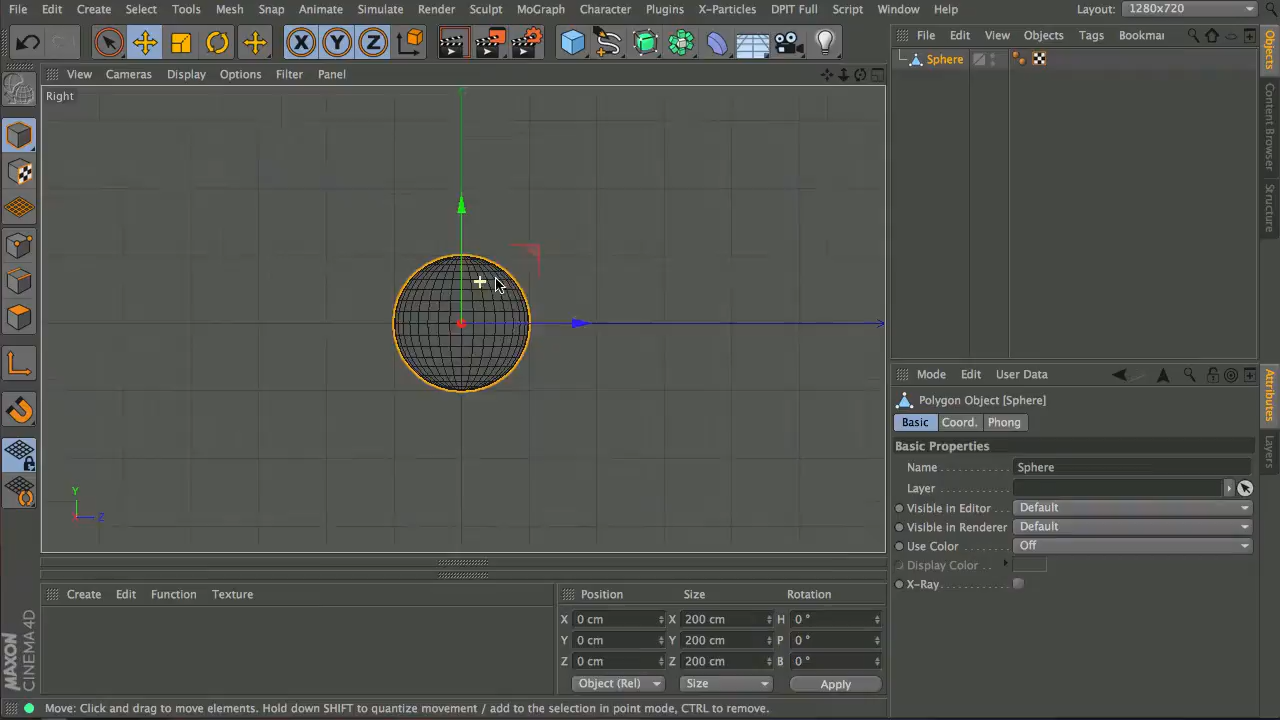 File Edit Create Select Tools Mesh Snap Animate Simulate Render Sculpt MoGraph Character Plugins X-Particles DPIT Full Script Window Help Layout: 1280x720
File Edit View Objects Tags Bookmar
View Cameras Display Options Filter Panel
Right
Sphere
Objects
Content Browser
Structure
Y
X Z
Mode Edit User Data
Polygon Object [Sphere]
Basic Coord. Phong
Basic Properties
Name Sphere
Layer
Visible in Editor Default
Visible in Renderer Default
Use Color Off
Display Color
X-Ray
Attributes
Layers
Create Edit Function Texture
Position Size Rotation
X 0 cm X 200 cm H 0 °
Y 0 cm Y 200 cm P 0 °
Z 0 cm Z 200 cm B 0 °
Object (Rel) Size Apply
MAXON
CINEMA 4D
Move: Click and drag to move elements. Hold down SHIFT to quantize movement / add to the selection in point mode, CTRL to remove.